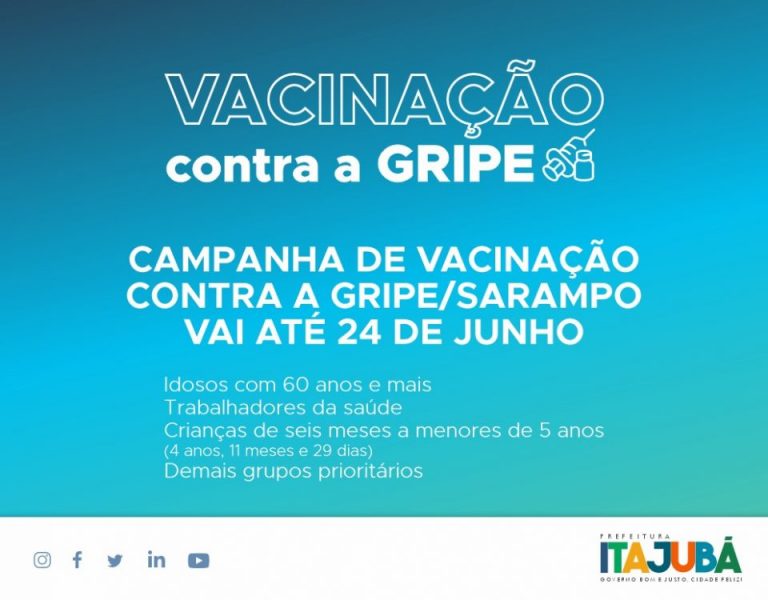 VACINAÇÃO
contra a GRIPE
CAMPANHA DE VACINAÇÃO
CONTRA A GRIPE/SARAMPO
VAI ATÉ 24 DE JUNHO
Idosos com 60 anos e mais
Trabalhadores da saúde
Crianças de seis meses a menores de 5 anos
(4 anos, 11 meses e 29 dias)
Demais grupos prioritários
PREFEITURA
ITAJUBÁ
GOVERNO BOM E JUSTO, CIDADE FELIZ!